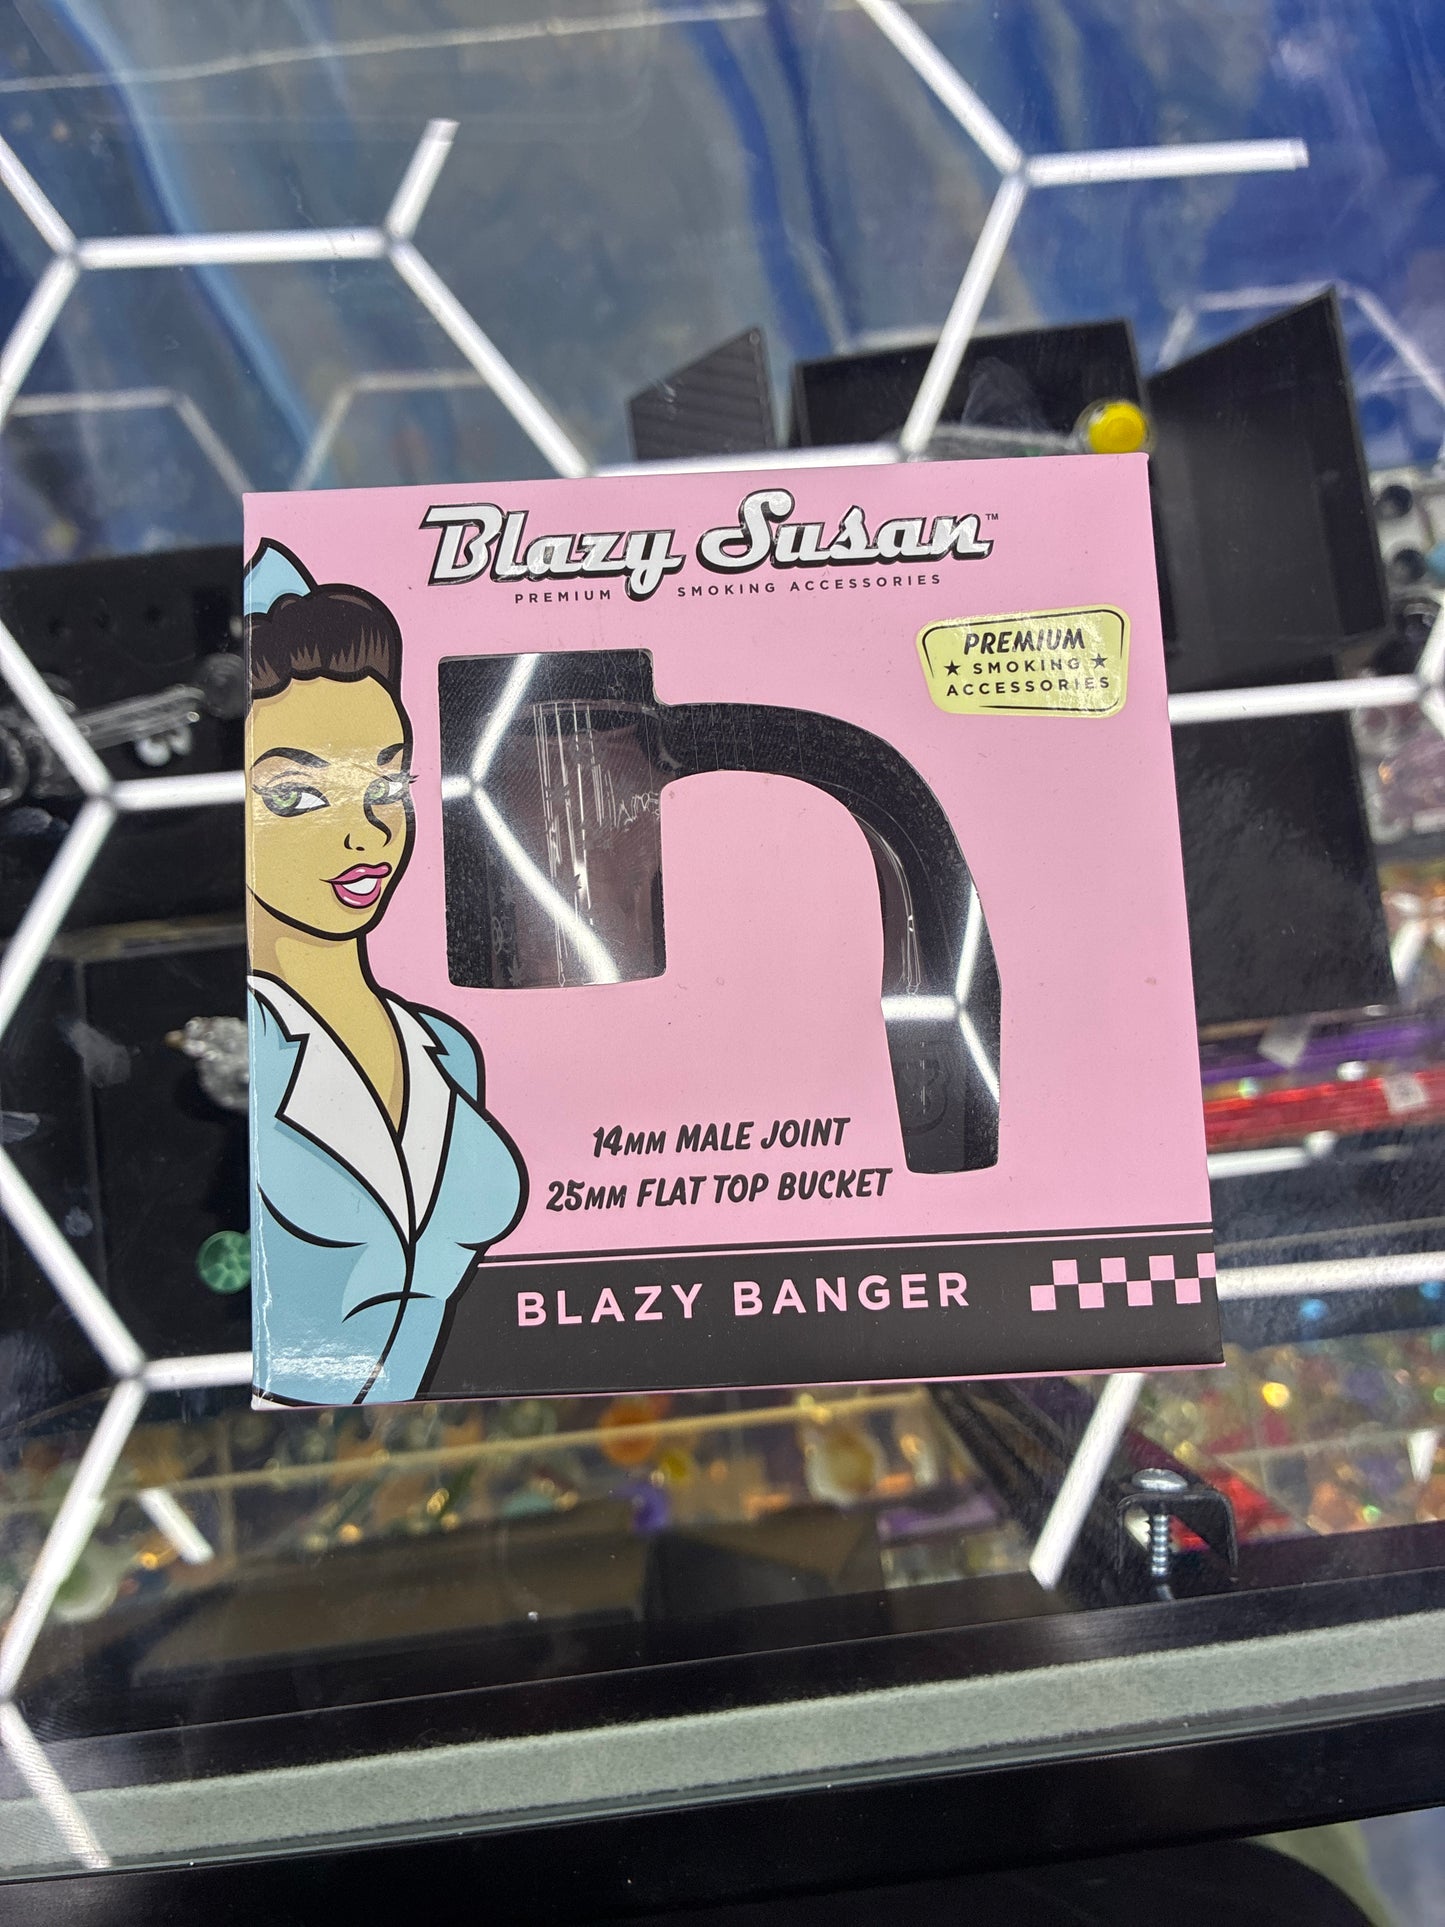 Blazy Susan™
PREMIUM SMOKING ACCESSORIES
PREMIUM
★ SMOKING ★
ACCESSORIES
14MM MALE JOINT
25MM FLAT TOP BUCKET
BLAZY BANGER